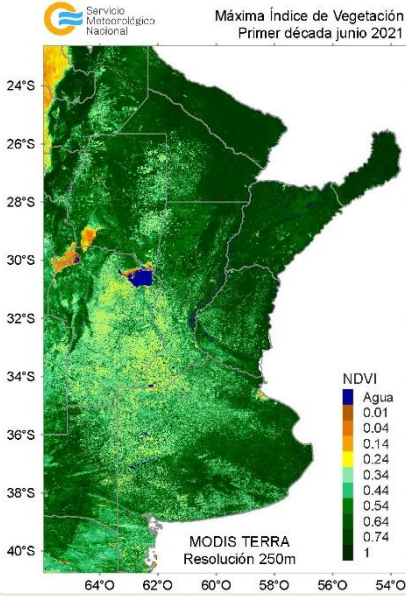 Servicio
Meteorológico
Nacional
Máxima Índice de Vegetación
Primer década junio 2021
24°S
26°S
28°S
30°S
32°S
34°S
36°S
38°S
40°S
NDVI
Agua
0.01
0.04
0.14
0.24
0.34
0.44
0.54
0.64
0.74
1
MODIS TERRA
Resolución 250m
64°O
62°O
60°O
58°O
56°O
54°O